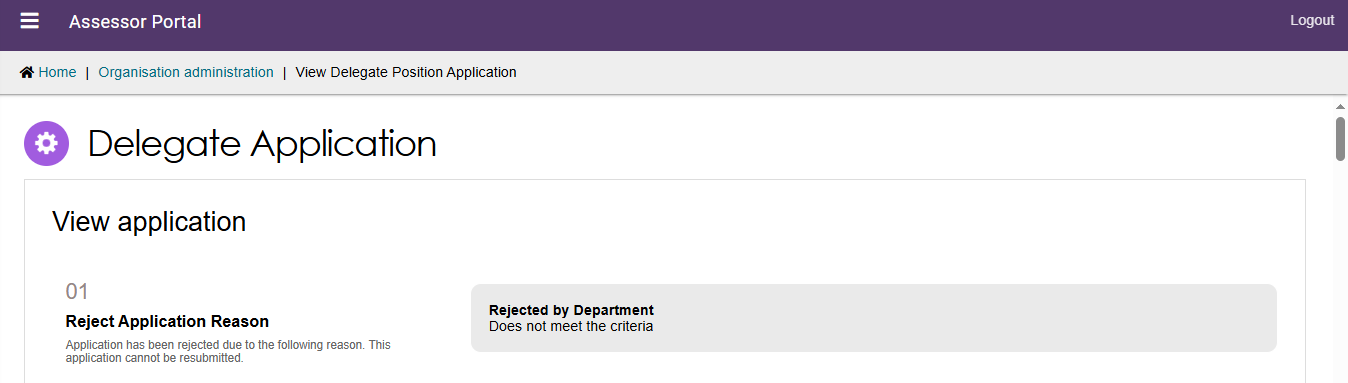 Assessor Portal
Logout
Home | Organisation administration | View Delegate Position Application
Delegate Application
View application
01
Reject Application Reason
Application has been rejected due to the following reason. This
application cannot be resubmitted.
Rejected by Department
Does not meet the criteria